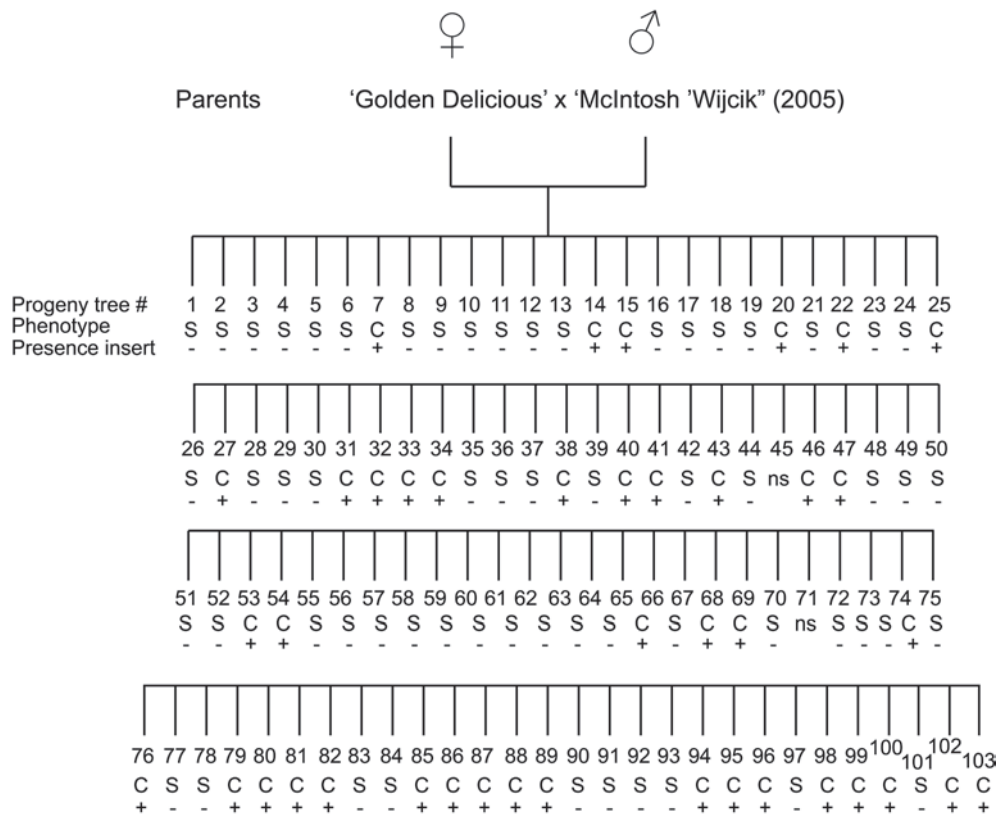 ♀ ♂
Parents 'Golden Delicious' x 'McIntosh 'Wijcik" (2005)
Progeny tree # 1 2 3 4 5 6 7 8 9 10 11 12 13 14 15 16 17 18 19 20 21 22 23 24 25
Phenotype S S S S S S C S S S S S S C C S S S S C S C S S C
Presence insert - - - - - - + - - - - - - + + - - - - + - + - - +
26 27 28 29 30 31 32 33 34 35 36 37 38 39 40 41 42 43 44 45 46 47 48 49 50
S C S S S C C C C S S S C S C C S C S ns C C S S S
- + - - - + + + + - - - + - + + - + - + + - - -
51 52 53 54 55 56 57 58 59 60 61 62 63 64 65 66 67 68 69 70 71 72 73 74 75
S S C C S S S S S S S S S S S C S C C S ns S S S C S
- - + + - - - - - - - - - - - + - + + - - - - + -
76 77 78 79 80 81 82 83 84 85 86 87 88 89 90 91 92 93 94 95 96 97 98 99 100 101 102 103
C S S C C C C S S C C C C C S S S S C C C S C C C S C C
+ - - + + + + - - + + + + + - - - - + + + - + + + - + +